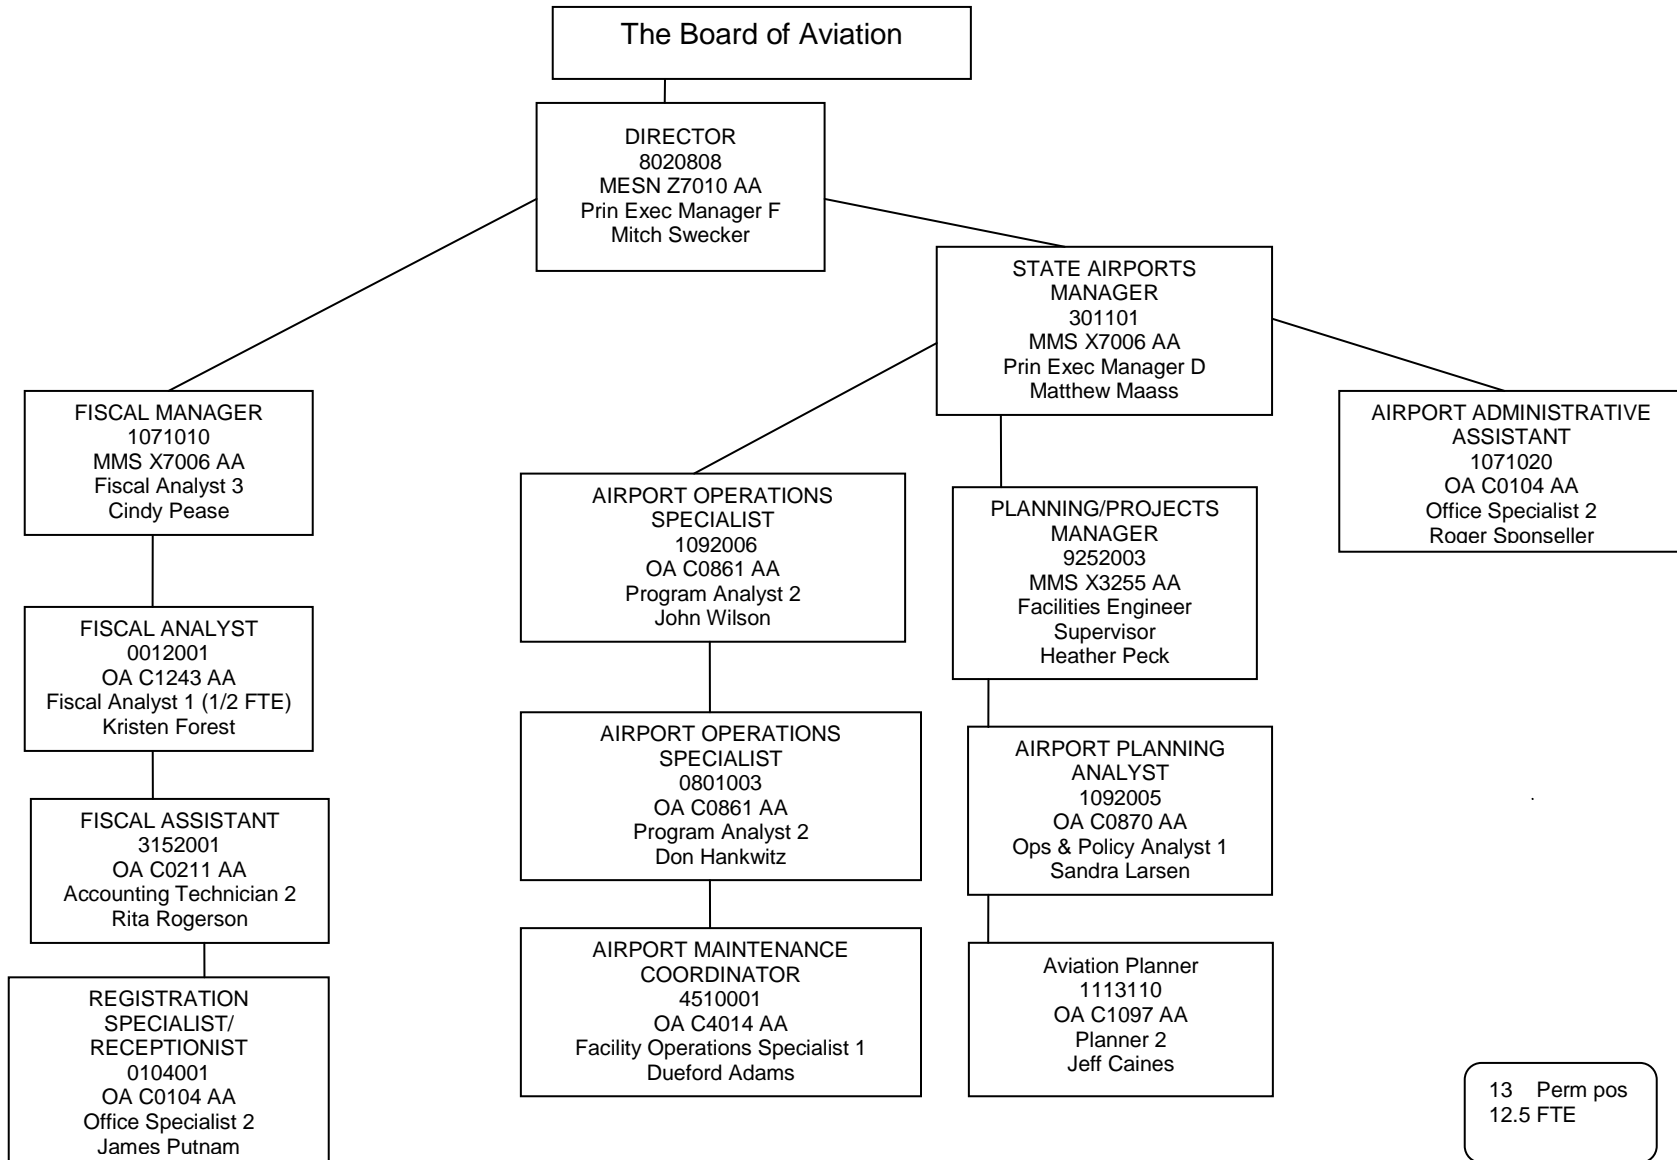 The Board of Aviation
DIRECTOR
8020808
MESN Z7010 AA
Prin Exec Manager F
Mitch Swecker
STATE AIRPORTS
MANAGER
301101
MMS X7006 AA
Prin Exec Manager D
Matthew Maass
FISCAL MANAGER
1071010
MMS X7006 AA
Fiscal Analyst 3
Cindy Pease
AIRPORT ADMINISTRATIVE
ASSISTANT
1071020
OA C0104 AA
Office Specialist 2
Roger Sponseller
AIRPORT OPERATIONS
SPECIALIST
1092006
OA C0861 AA
Program Analyst 2
John Wilson
PLANNING/PROJECTS
MANAGER
9252003
MMS X3255 AA
Facilities Engineer
Supervisor
Heather Peck
FISCAL ANALYST
0012001
OA C1243 AA
Fiscal Analyst 1 (1/2 FTE)
Kristen Forest
AIRPORT OPERATIONS
SPECIALIST
0801003
OA C0861 AA
Program Analyst 2
Don Hankwitz
AIRPORT PLANNING
ANALYST
1092005
OA C0870 AA
Ops & Policy Analyst 1
Sandra Larsen
FISCAL ASSISTANT
3152001
OA C0211 AA
Accounting Technician 2
Rita Rogerson
AIRPORT MAINTENANCE
COORDINATOR
4510001
OA C4014 AA
Facility Operations Specialist 1
Dueford Adams
Aviation Planner
1113110
OA C1097 AA
Planner 2
Jeff Caines
REGISTRATION
SPECIALIST/
RECEPTIONIST
0104001
OA C0104 AA
Office Specialist 2
James Putnam
13 Perm pos
12.5 FTE